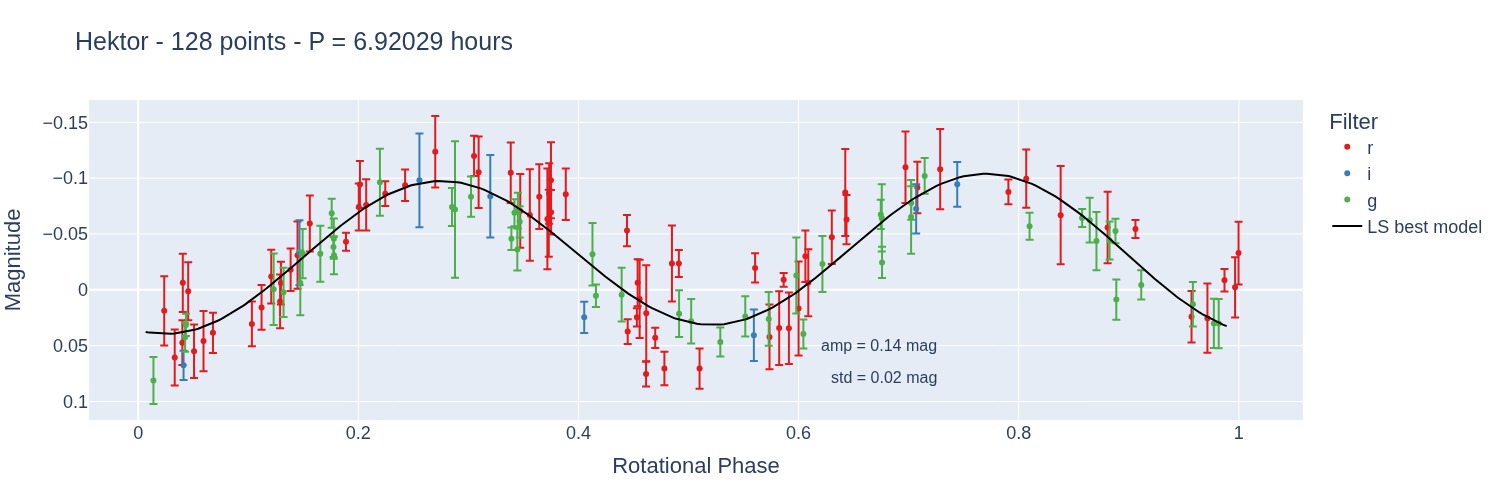 Hektor - 128 points - P = 6.92029 hours
Magnitude
−0.15
−0.1
−0.05
0
0.05
0.1
0
0.2
0.4
0.6
0.8
1
Rotational Phase
amp = 0.14 mag
std = 0.02 mag
Filter
r
i
g
LS best model